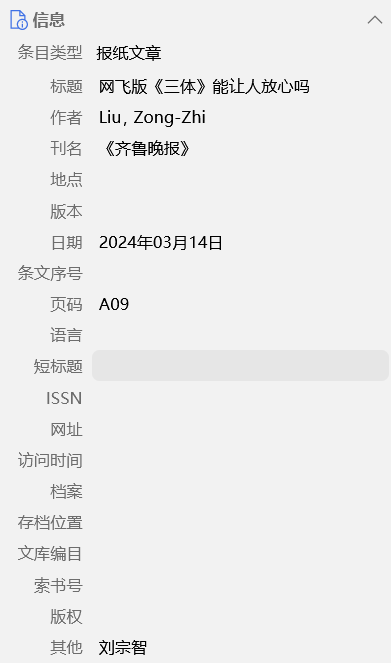 信息
条目类型 报纸文章
标题 网飞版《三体》能让人放心吗
作者 Liu, Zong-Zhi
刊名 《齐鲁晚报》
地点
版本
日期 2024年03月14日
条文序号
页码 A09
语言
短标题
ISSN
网址
访问时间
档案
存档位置
文库编目
索书号
版权
其他 刘宗智